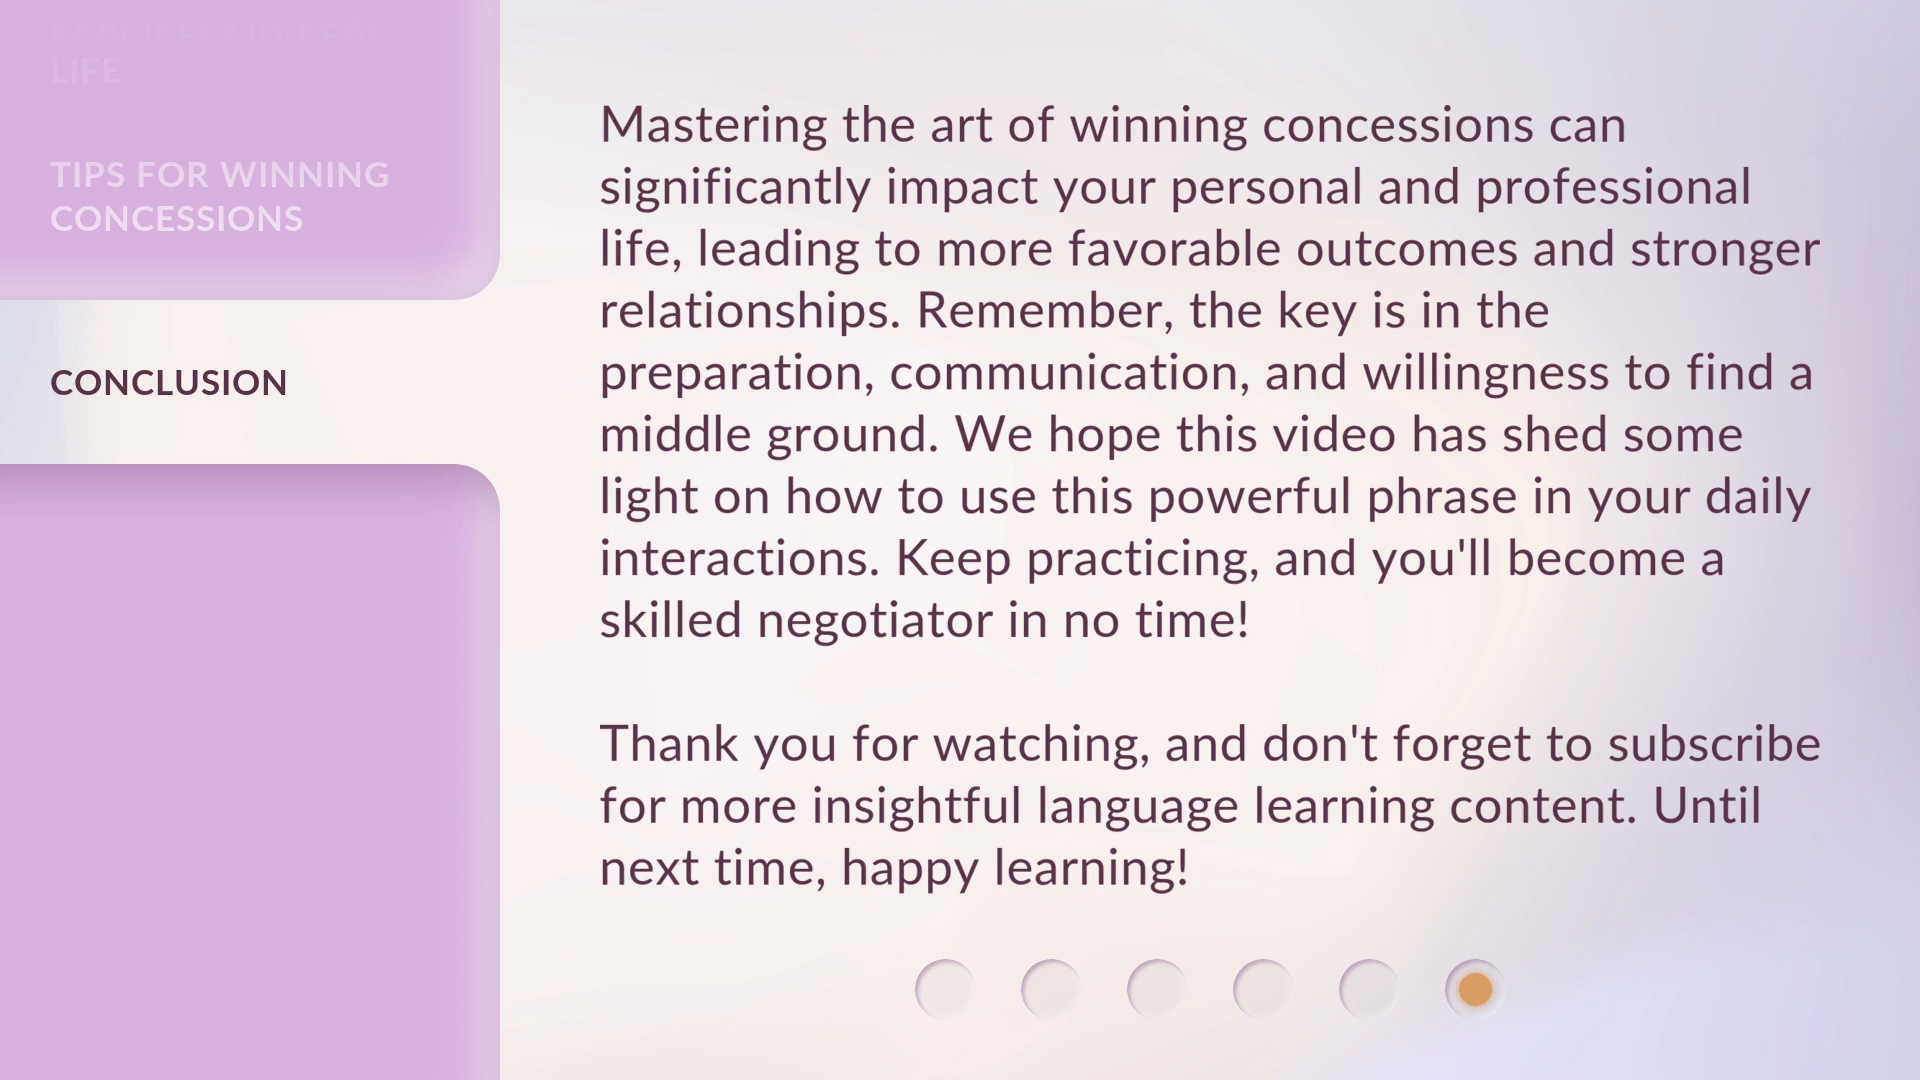 EXAMPLES IN REAL
LIFE
TIPS FOR WINNING
CONCESSIONS
CONCLUSION
Mastering the art of winning concessions can
significantly impact your personal and professional
life, leading to more favorable outcomes and stronger
relationships. Remember, the key is in the
preparation, communication, and willingness to find a
middle ground. We hope this video has shed some
light on how to use this powerful phrase in your daily
interactions. Keep practicing, and you'll become a
skilled negotiator in no time!
Thank you for watching, and don't forget to subscribe
for more insightful language learning content. Until
next time, happy learning!